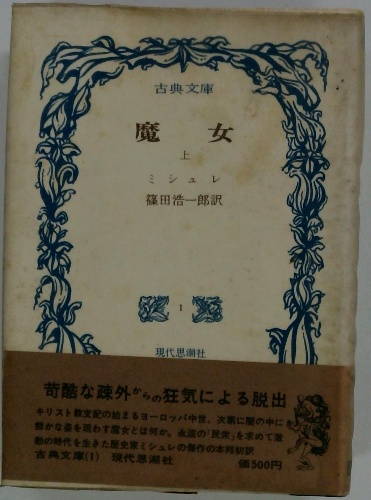 古典文庫
魔 女
上
ミシュレ
篠田浩一郎訳
1
現代思潮社
苛酷な疎外からの狂気による脱出
キリスト教支配の始まるヨーロッパ中世、次第に闇の中に
鮮かな姿を現わす魔女とは何か。永遠の「民衆」を求めて激
動の時代を生きた歴史家ミシュレの傑作の本邦初訳
古典文庫(1) 現代思潮社 価500円